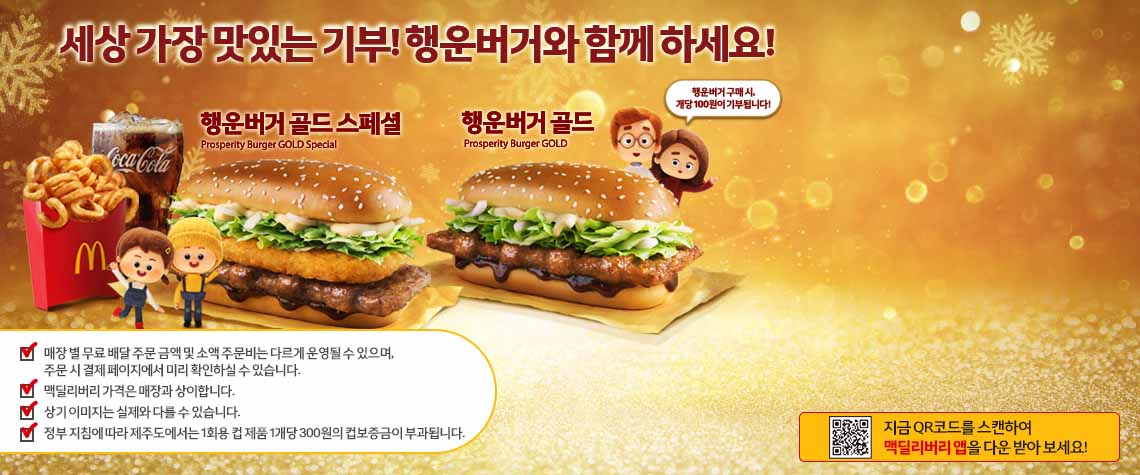 세상 가장 맛있는 기부! 행운버거와 함께 하세요!
행운버거 구매 시,
개당 100원이 기부됩니다!
행운버거 골드 스페셜
Prosperity Burger GOLD Special
행운버거 골드
Prosperity Burger GOLD
Coca-Cola
매장 별 무료 배달 주문 금액 및 소액 주문비는 다르게 운영될 수 있으며,
주문 시 결제 페이지에서 미리 확인하실 수 있습니다.
맥딜리버리 가격은 매장과 상이합니다.
상기 이미지는 실제와 다를 수 있습니다.
정부 지침에 따라 제주도에서는 1회용 컵 제품 1개당 300원의 컵보증금이 부과됩니다.
지금 QR코드를 스캔하여
맥딜리버리 앱을 다운 받아 보세요!